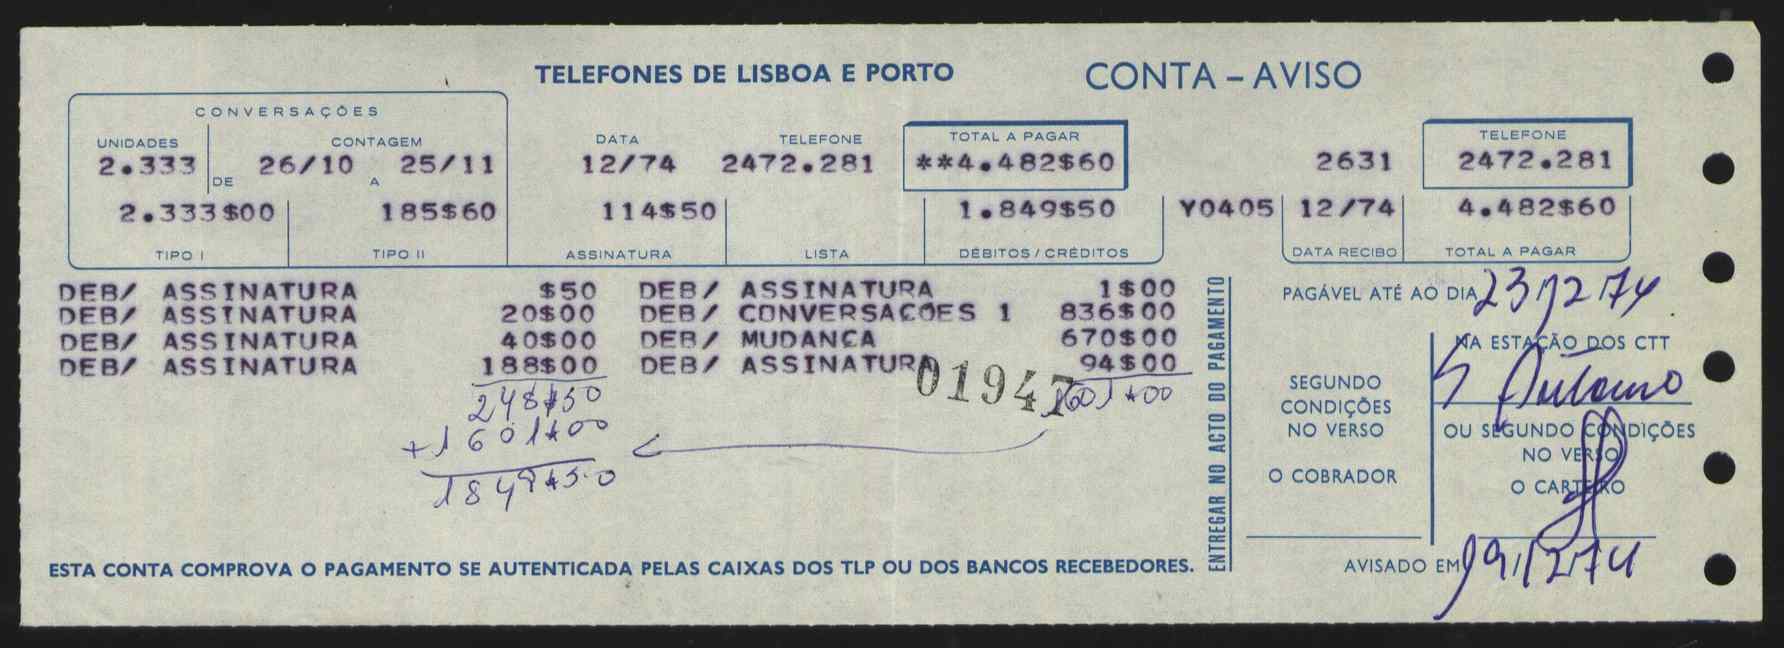 TELEFONES DE LISBOA E PORTO CONTA – AVISO
CONVERSAÇÕES
UNIDADES CONTAGEM DATA TELEFONE TOTAL A PAGAR TELEFONE
2.333 DE 26/10 A 25/11 12/74 2472.281 **4.482$60 2631 2472.281
2.333$00 185$60 114$50 1.849$50 Y0405 12/74 4.482$60
TIPO I TIPO II ASSINATURA LISTA DÉBITOS / CRÉDITOS DATA RECIBO TOTAL A PAGAR
DEB/ ASSINATURA $50 DEB/ ASSINATURA 1$00
DEB/ ASSINATURA 20$00 DEB/ CONVERSACOES 1 836$00
DEB/ ASSINATURA 40$00 DEB/ MUDANCA 670$00
DEB/ ASSINATURA 188$00 DEB/ ASSINATURA 94$00
248$50 01947 1601$00
+1601$00
1849$50
ENTREGAR NO ACTO DO PAGAMENTO
PAGÁVEL ATÉ AO DIA 23/12/74
SEGUNDO
CONDIÇÕES
NO VERSO
O COBRADOR
NA ESTAÇÃO DOS CTT
S António
OU SEGUNDO CONDIÇÕES
NO VERSO
O CARTEIRO
AVISADO EM 19/12/74
ESTA CONTA COMPROVA O PAGAMENTO SE AUTENTICADA PELAS CAIXAS DOS TLP OU DOS BANCOS RECEBEDORES.